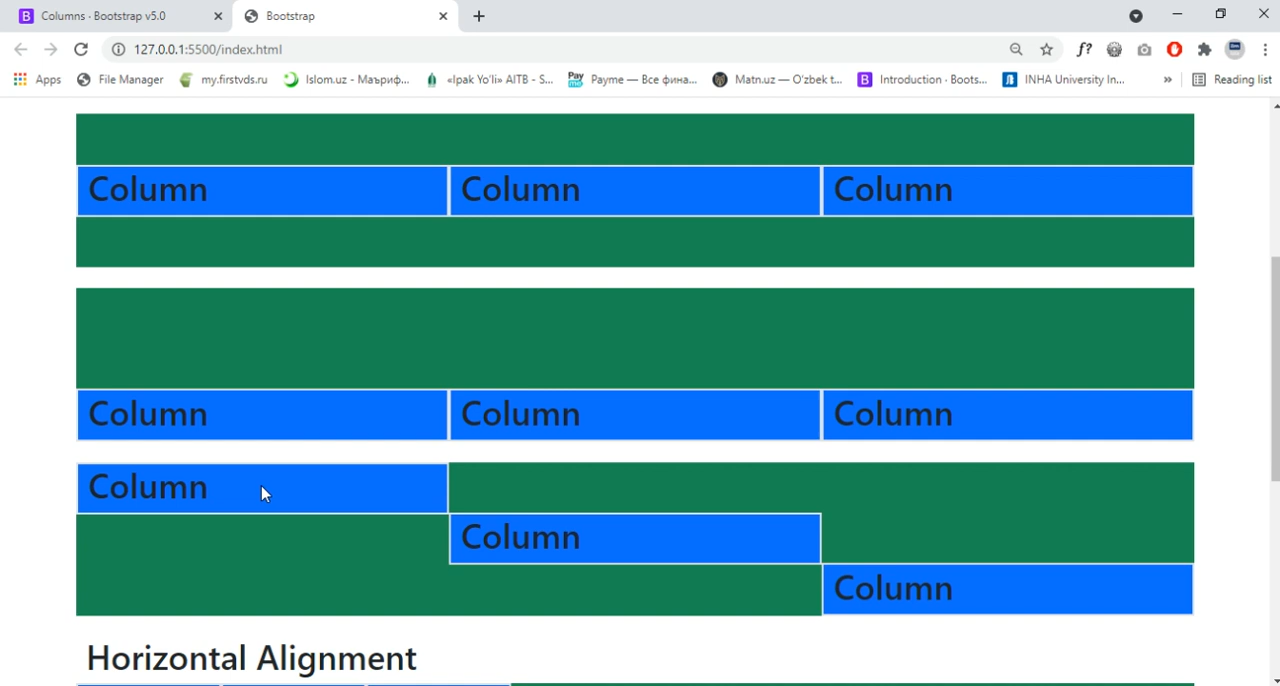 Columns · Bootstrap v5.0
Bootstrap
127.0.0.1:5500/index.html
f?
Apps
File Manager
my.firstvds.ru
Islom.uz - Маъриф...
«Ipak Yo'li» AITB - S...
Pay me
Payme — Все фина...
Matn.uz — O'zbek t...
B
Introduction · Boots...
INHA University In...
»
Reading list
Column Column Column
Column Column Column
Column
Column
Column
Horizontal Alignment